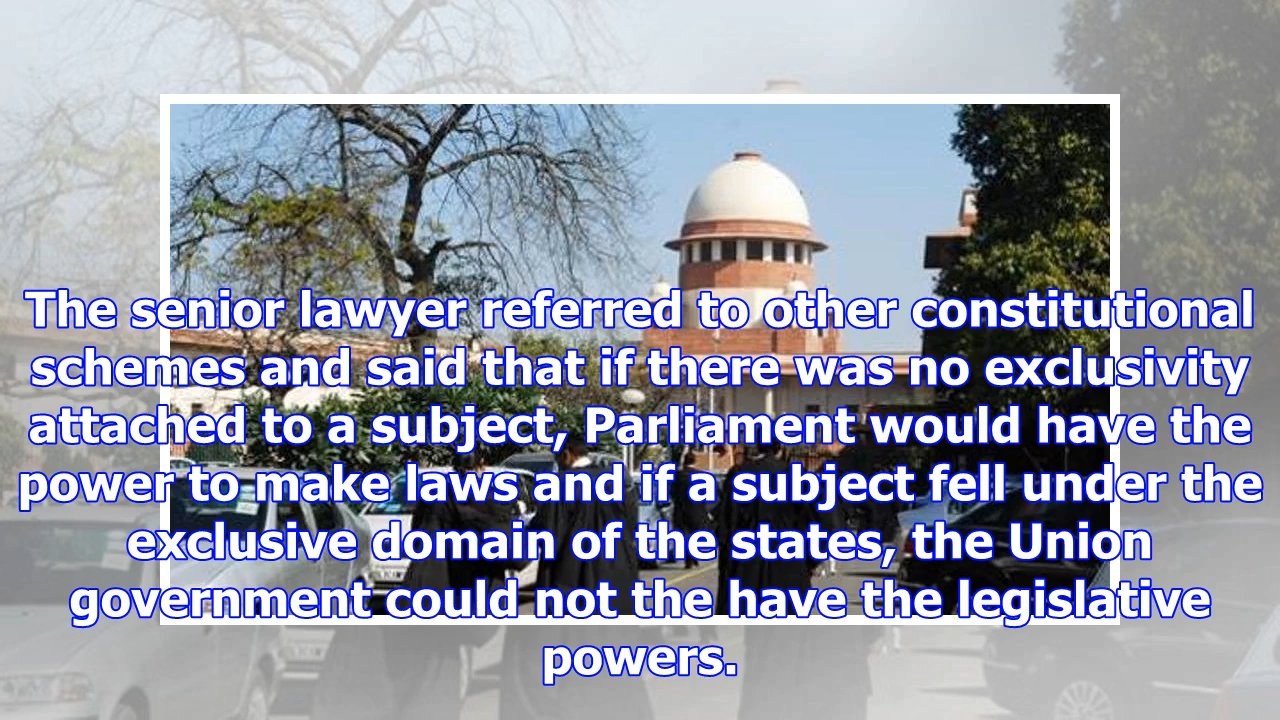 The senior lawyer referred to other constitutional
schemes and said that if there was no exclusivity
attached to a subject, Parliament would have the
power to make laws and if a subject fell under the
exclusive domain of the states, the Union
government could not the have the legislative
powers.